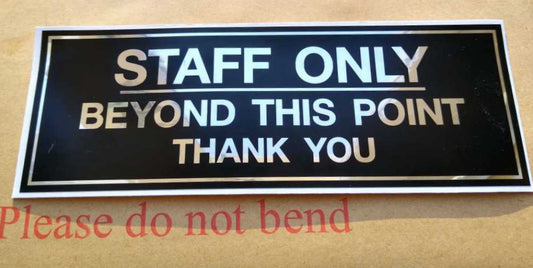 STAFF ONLY
BEYOND THIS POINT
THANK YOU
Please do not bend